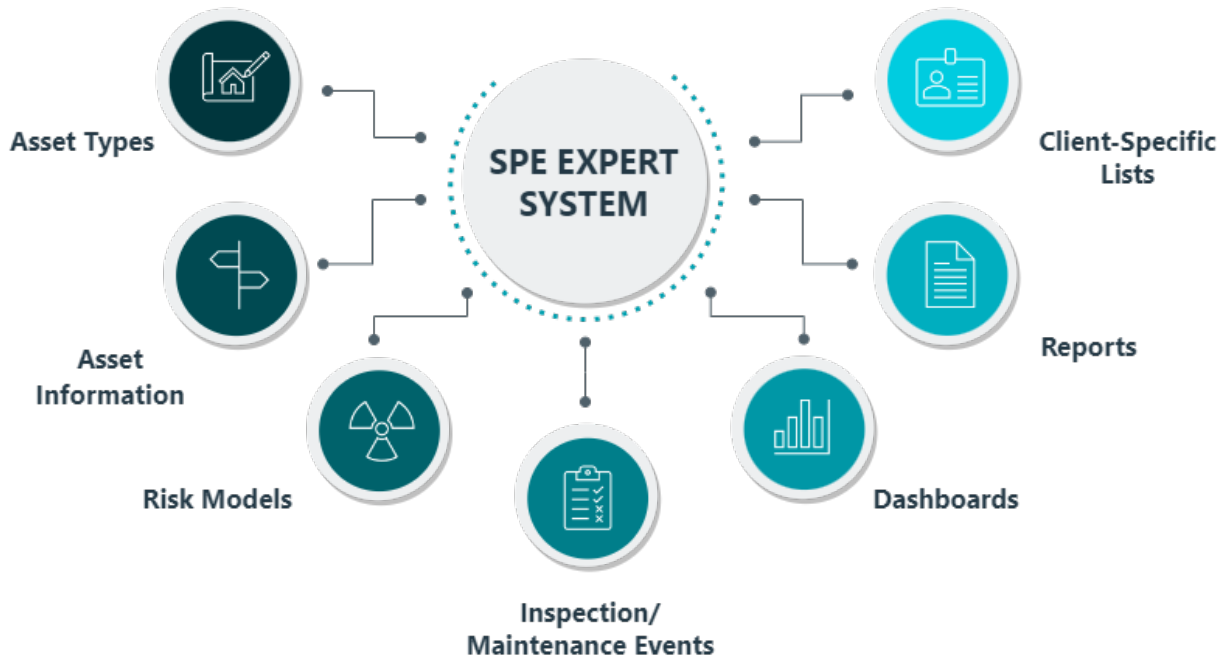 SPE EXPERT
SYSTEM
Asset Types
Asset
Information
Risk Models
Inspection/
Maintenance Events
Dashboards
Reports
Client-Specific
Lists